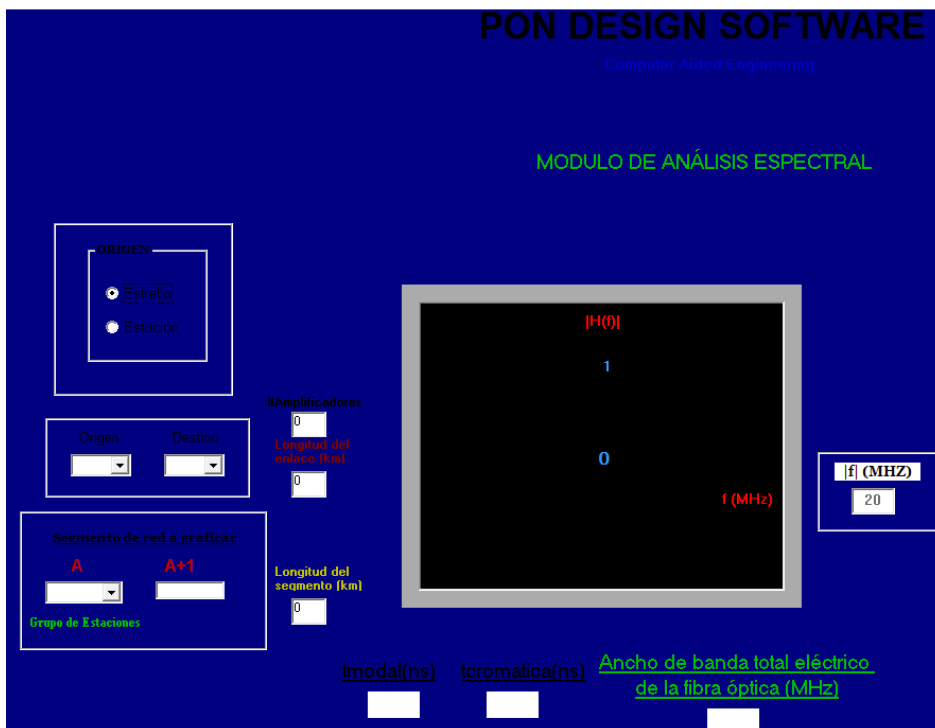 PON DESIGN SOFTWARE
Computer Aided Engineering
MODULO DE ANÁLISIS ESPECTRAL
ORIGEN
Estrella
Estacion
|H(f)|
1
0
f (MHz)
#Amplificadores
0
Longitud del
enlace (km)
0
Origen
Destino
|f| (MHZ)
20
Segmento de red a graficar
A
A+1
Grupo de Estaciones
Longitud del
segmento (km)
0
tmodal(ns)
tcromatica(ns)
Ancho de banda total eléctrico
de la fibra óptica (MHz)